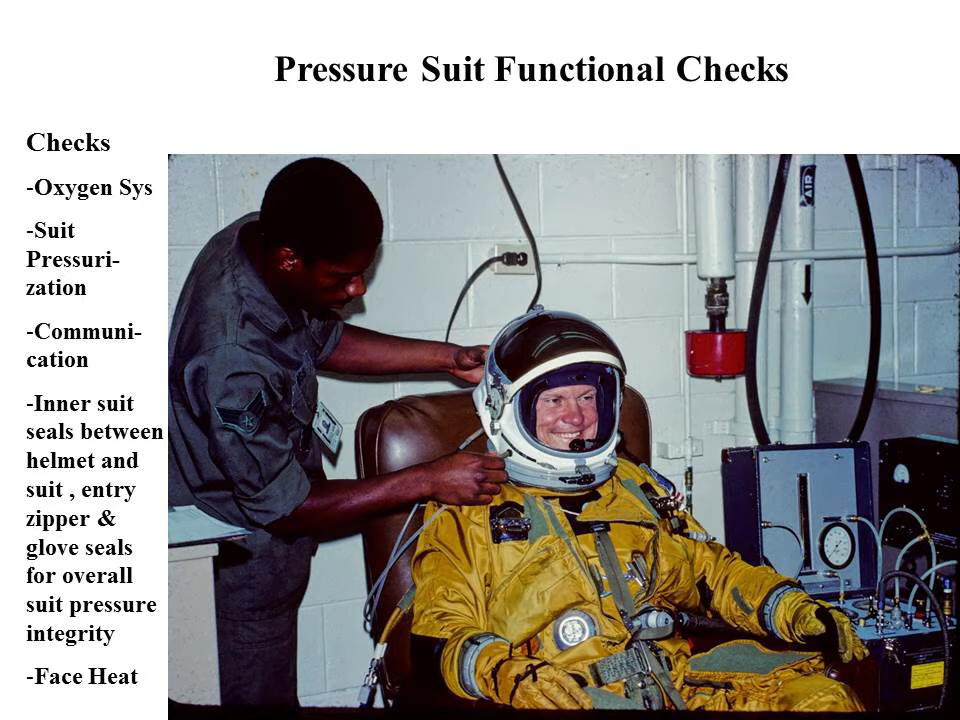 Pressure Suit Functional Checks
Checks
-Oxygen Sys
-Suit
Pressuri-
zation
-Communi-
cation
-Inner suit
seals between
helmet and
suit , entry
zipper &
glove seals
for overall
suit pressure
integrity
-Face Heat
AIR